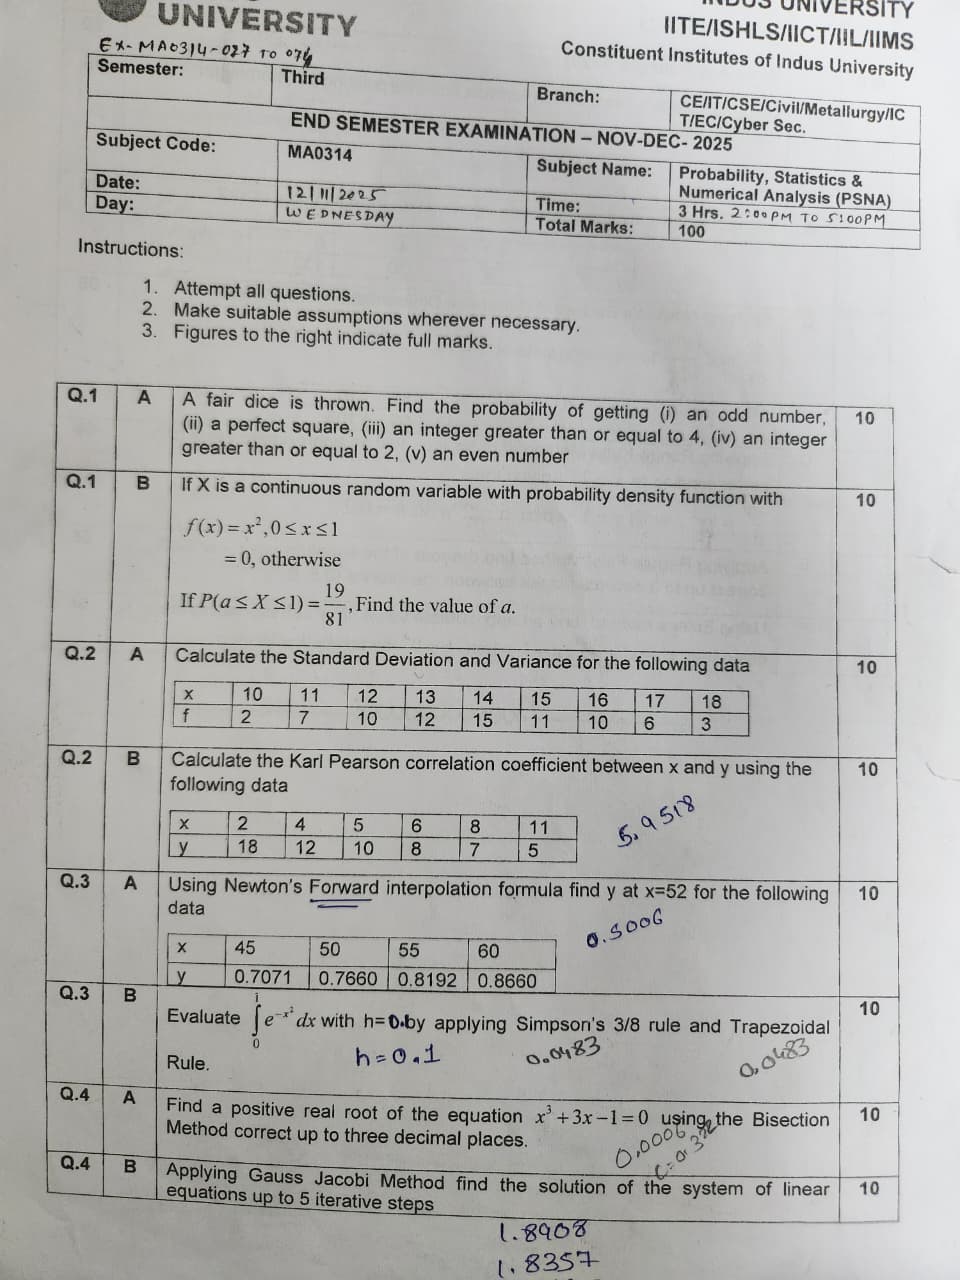 UNIVERSITY
UNIVERSITY
IITE/ISHLS/IICT/IIL/IIMS
Constituent Institutes of Indus University
Ex-MA0314-027 TO 074
Semester: Third Branch: CE/IT/CSE/Civil/Metallurgy/IC
T/EC/Cyber Sec.
END SEMESTER EXAMINATION – NOV-DEC- 2025
Subject Code: MA0314 Subject Name: Probability, Statistics &
Numerical Analysis (PSNA)
Date: 12/11/2025 Time: 3 Hrs. 2:00 PM TO 5:00PM
Day: WEDNESDAY Total Marks: 100
Instructions:
1. Attempt all questions.
2. Make suitable assumptions wherever necessary.
3. Figures to the right indicate full marks.
Q.1 A A fair dice is thrown. Find the probability of getting (i) an odd number, 10
(ii) a perfect square, (iii) an integer greater than or equal to 4, (iv) an integer
greater than or equal to 2, (v) an even number
Q.1 B If X is a continuous random variable with probability density function with 10
f(x) = x², 0 ≤ x ≤ 1
= 0, otherwise
If P(a ≤ X ≤ 1) = 19/81, Find the value of a.
Q.2 A Calculate the Standard Deviation and Variance for the following data 10
x 10 11 12 13 14 15 16 17 18
f 2 7 10 12 15 11 10 6 3
Q.2 B Calculate the Karl Pearson correlation coefficient between x and y using the 10
following data
x 2 4 5 6 8 11
y 18 12 10 8 7 5
5.9518
Q.3 A Using Newton's Forward interpolation formula find y at x=52 for the following 10
data
0.5006
x 45 50 55 60
y 0.7071 0.7660 0.8192 0.8660
Q.3 B Evaluate ∫₀¹ e^(-x²) dx with h=0.by applying Simpson's 3/8 rule and Trapezoidal 10
Rule. h=0.1 0.0483 0.0483
Q.4 A Find a positive real root of the equation x³ + 3x − 1 = 0 using the Bisection 10
Method correct up to three decimal places. 0.0006
Q.4 B Applying Gauss Jacobi Method find the solution of the system of linear 10
equations up to 5 iterative steps
1.8908
1.8357